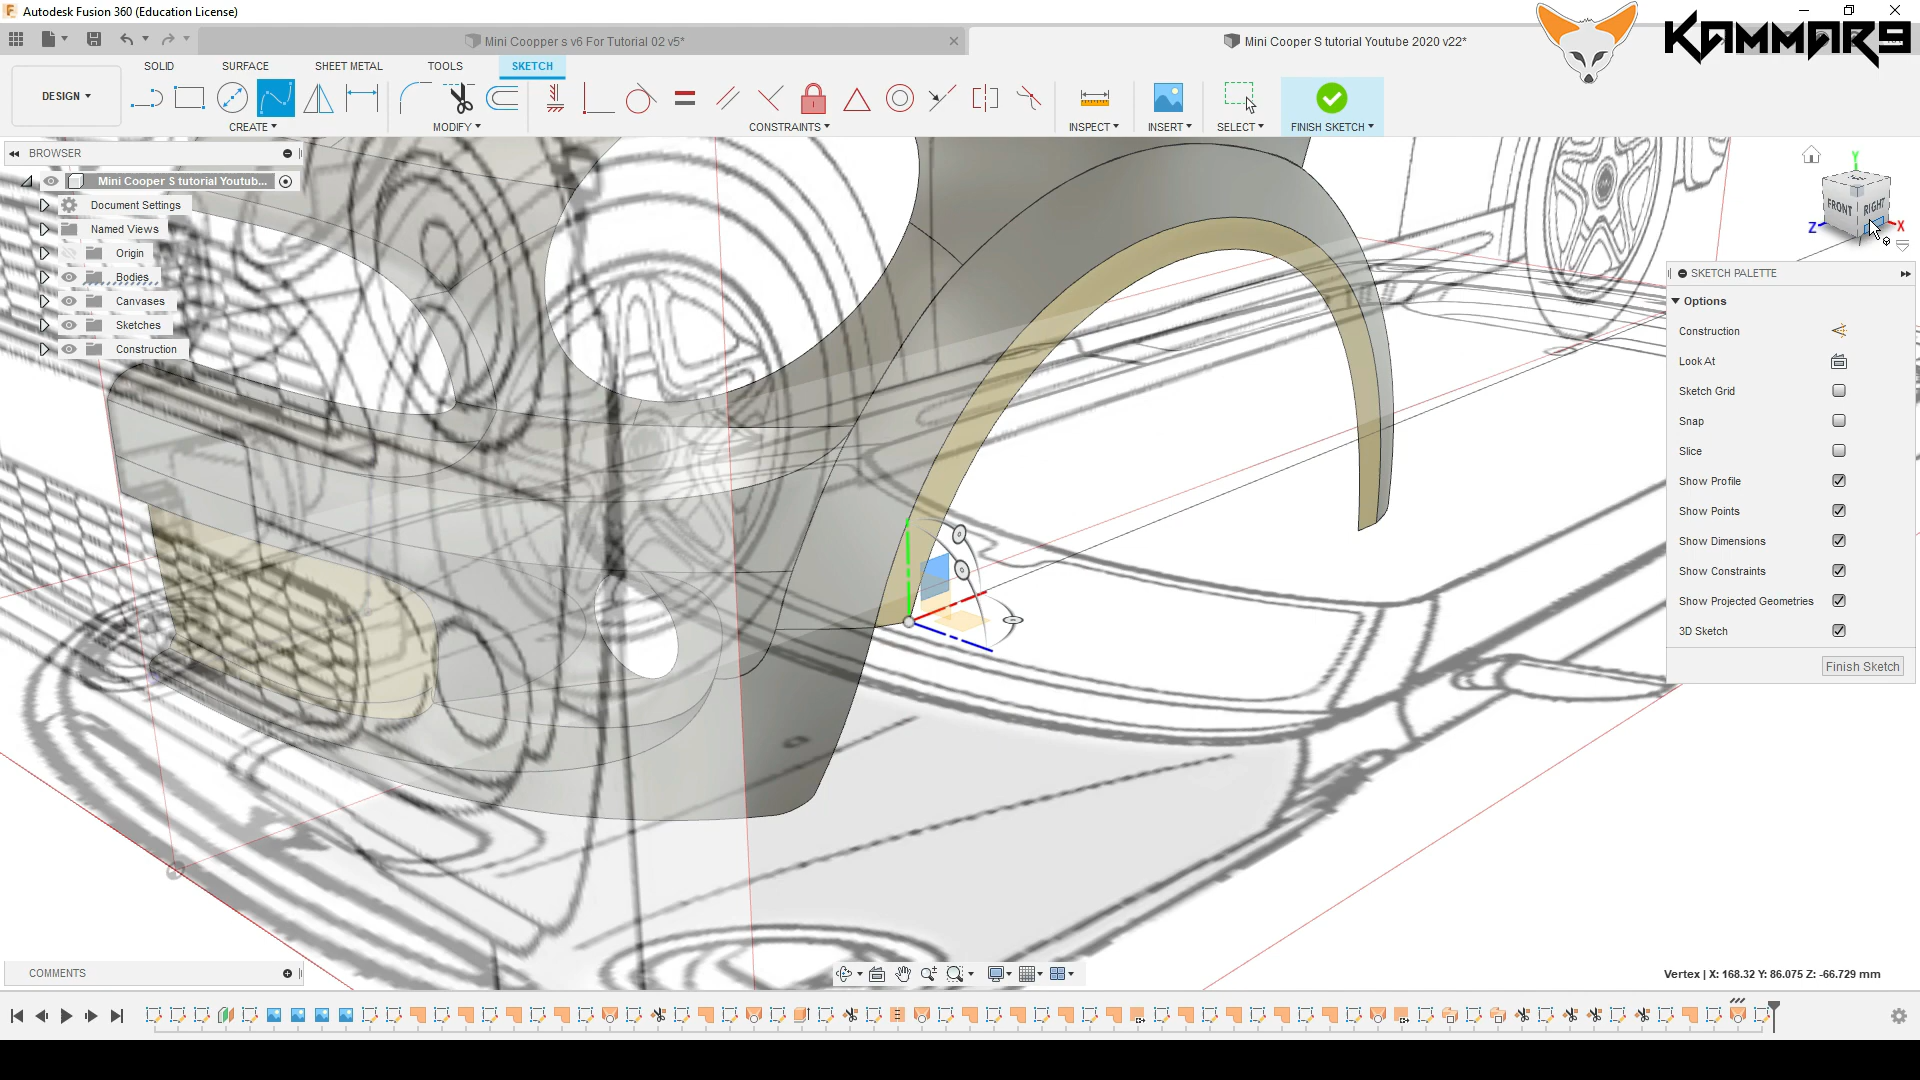 Autodesk Fusion 360 (Education License)
KAMMAR9
Mini Coopper s v6 For Tutorial 02 v5*
Mini Cooper S tutorial Youtube 2020 v22*
SOLID
SURFACE
SHEET METAL
TOOLS
SKETCH
DESIGN
CREATE
MODIFY
CONSTRAINTS
INSPECT
INSERT
SELECT
FINISH SKETCH
BROWSER
Mini Cooper S tutorial Youtub...
Document Settings
Named Views
Origin
Bodies
Canvases
Sketches
Construction
Y
FRONT
RIGHT
Z
X
SKETCH PALETTE
Options
Construction
Look At
Sketch Grid
Snap
Slice
Show Profile
Show Points
Show Dimensions
Show Constraints
Show Projected Geometries
3D Sketch
Finish Sketch
COMMENTS
Vertex | X: 168.32 Y: 86.075 Z: -66.729 mm